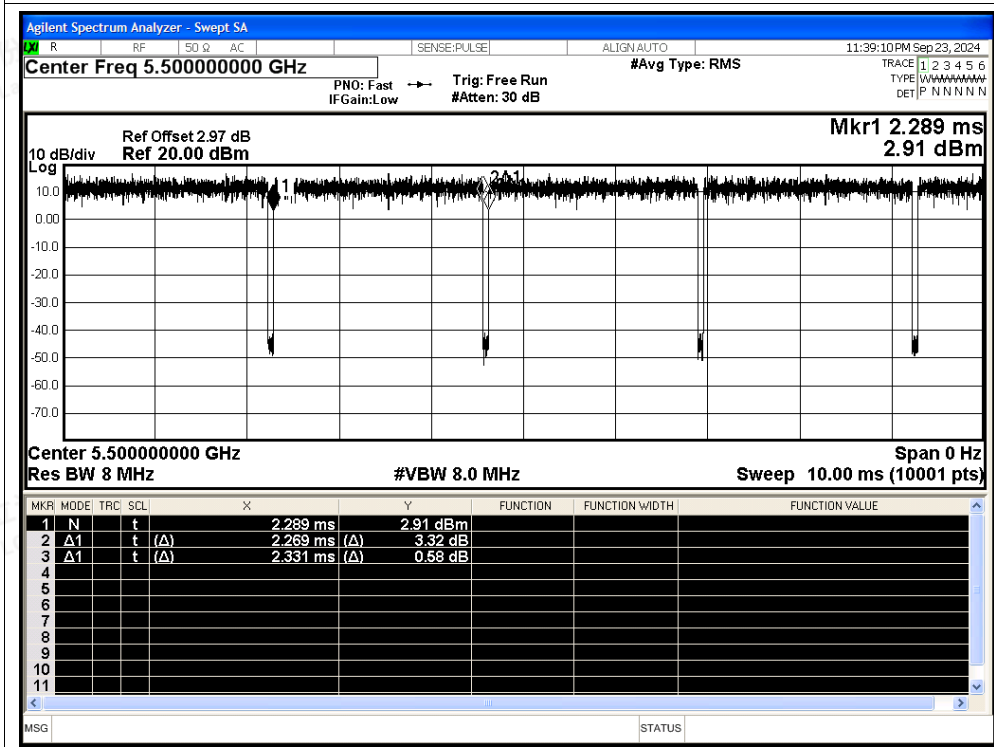 Agilent Spectrum Analyzer - Swept SA
LXI R RF 50 Ω AC SENSE:PULSE ALIGN AUTO 11:39:10 PM Sep 23, 2024
Center Freq 5.500000000 GHz #Avg Type: RMS TRACE 1 2 3 4 5 6
PNO: Fast Trig: Free Run TYPE WWWWWW
IFGain:Low #Atten: 30 dB DET P N N N N N
Mkr1 2.289 ms
Ref Offset 2.97 dB
10 dB/div Ref 20.00 dBm 2.91 dBm
Log
1 2Δ1
10.0
0.00
-10.0
-20.0
-30.0
-40.0
-50.0
-60.0
-70.0
Center 5.500000000 GHz Span 0 Hz
Res BW 8 MHz #VBW 8.0 MHz Sweep 10.00 ms (10001 pts)
MKR MODE TRC SCL X Y FUNCTION FUNCTION WIDTH FUNCTION VALUE
1 N t 2.289 ms 2.91 dBm
2 Δ1 t (Δ) 2.269 ms (Δ) 3.32 dB
3 Δ1 t (Δ) 2.331 ms (Δ) 0.58 dB
4
5
6
7
8
9
10
11
MSG STATUS